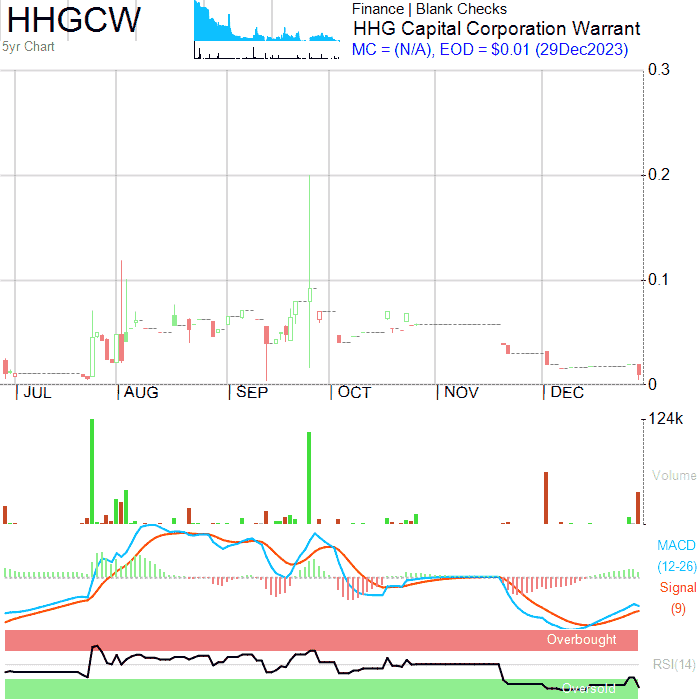 HHGCW
5yr Chart
Finance | Blank Checks
HHG Capital Corporation Warrant
MC = (N/A), EOD = $0.01 (29Dec2023)
0.3
0.2
0.1
0
JUL AUG SEP OCT NOV DEC
124k
Volume
MACD
(12-26)
Signal
(9)
Overbought
RSI(14)
Oversold